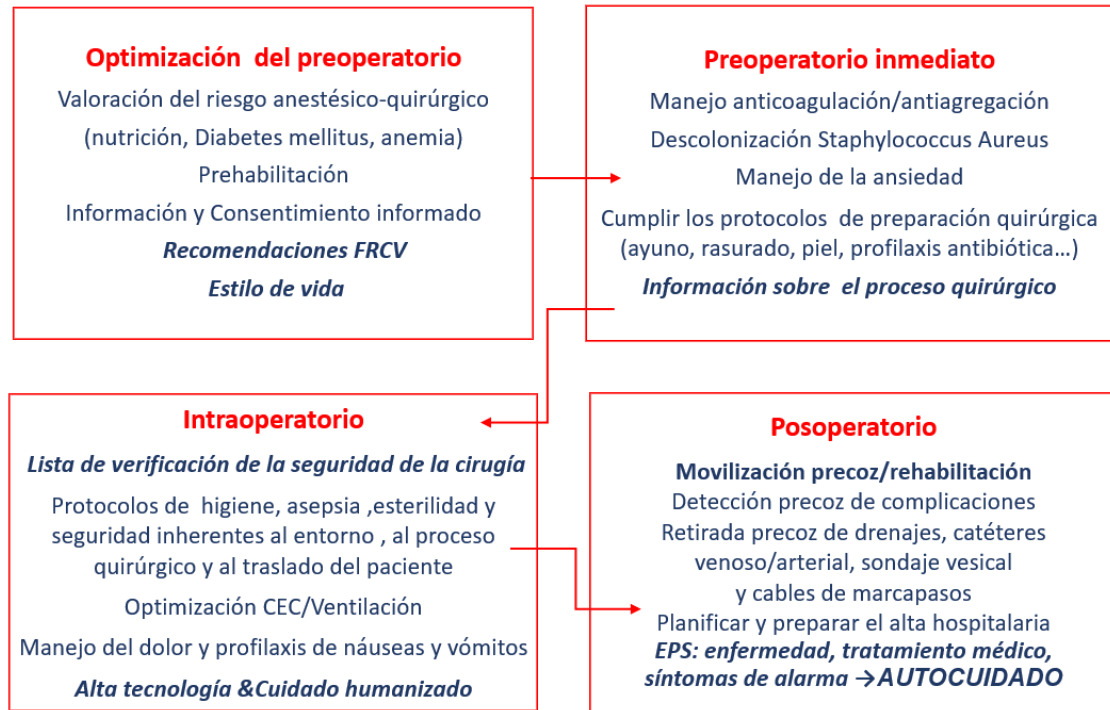 Optimización del preoperatorio
Valoración del riesgo anestésico-quirúrgico
(nutrición, Diabetes mellitus, anemia)
Prehabilitación
Información y Consentimiento informado
Recomendaciones FRCV
Estilo de vida
Preoperatorio inmediato
Manejo anticoagulación/antiagregación
Descolonización Staphylococcus Aureus
Manejo de la ansiedad
Cumplir los protocolos de preparación quirúrgica
(ayuno, rasurado, piel, profilaxis antibiótica...)
Información sobre el proceso quirúrgico
Intraoperatorio
Lista de verificación de la seguridad de la cirugía
Protocolos de higiene, asepsia ,esterilidad y
seguridad inherentes al entorno , al proceso
quirúrgico y al traslado del paciente
Optimización CEC/Ventilación
Manejo del dolor y profilaxis de náuseas y vómitos
Alta tecnología &Cuidado humanizado
Posoperatorio
Movilización precoz/rehabilitación
Detección precoz de complicaciones
Retirada precoz de drenajes, catéteres
venoso/arterial, sondaje vesical
y cables de marcapasos
Planificar y preparar el alta hospitalaria
EPS: enfermedad, tratamiento médico,
síntomas de alarma →AUTOCUIDADO